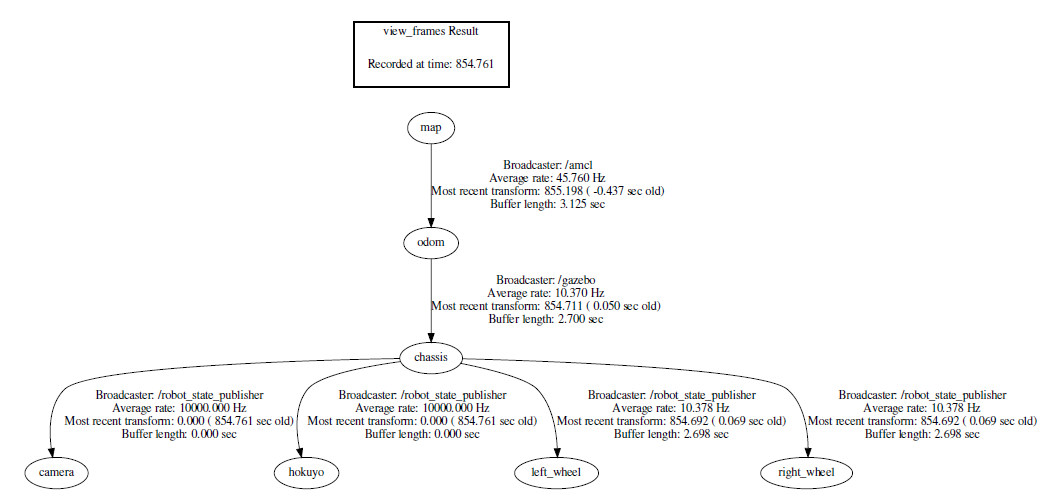 view_frames Result
Recorded at time: 854.761
map
Broadcaster: /amcl
Average rate: 45.760 Hz
Most recent transform: 855.198 ( -0.437 sec old)
Buffer length: 3.125 sec
odom
Broadcaster: /gazebo
Average rate: 10.370 Hz
Most recent transform: 854.711 ( 0.050 sec old)
Buffer length: 2.700 sec
chassis
Broadcaster: /robot_state_publisher
Average rate: 10000.000 Hz
Most recent transform: 0.000 ( 854.761 sec old)
Buffer length: 0.000 sec
Broadcaster: /robot_state_publisher
Average rate: 10000.000 Hz
Most recent transform: 0.000 ( 854.761 sec old)
Buffer length: 0.000 sec
Broadcaster: /robot_state_publisher
Average rate: 10.378 Hz
Most recent transform: 854.692 ( 0.069 sec old)
Buffer length: 2.698 sec
Broadcaster: /robot_state_publisher
Average rate: 10.378 Hz
Most recent transform: 854.692 ( 0.069 sec old)
Buffer length: 2.698 sec
camera
hokuyo
left_wheel
right_wheel